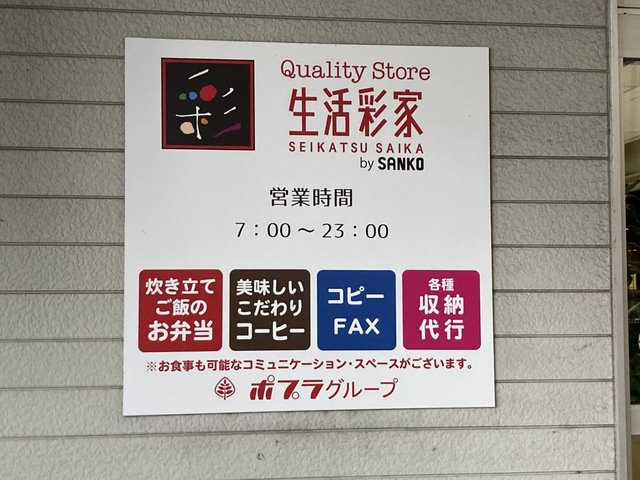 彩
Quality Store
生活彩家
SEIKATSU SAIKA
by SANKO
営業時間
7：00～23：00
炊き立て
ご飯の
お弁当
美味しい
こだわり
コーヒー
コピー
FAX
各種
収納
代行
※お食事も可能なコミュニケーション・スペースがございます。
ポプラグループ